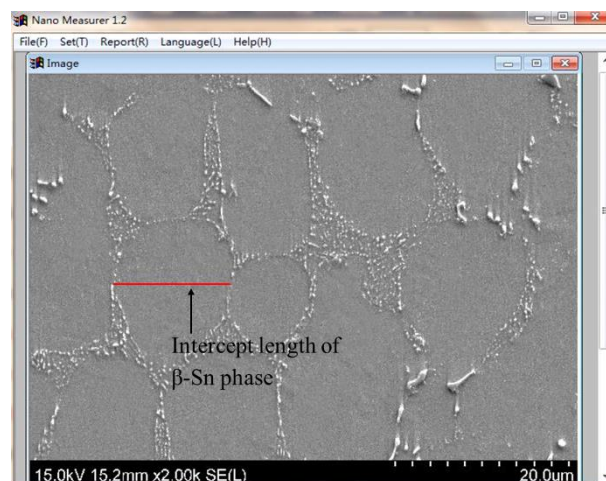 Nano Measurer 1.2
File(F) Set(T) Report(R) Language(L) Help(H)
Image
Intercept length of
β-Sn phase
15.0kV 15.2mm x2.00k SE(L) 20.0um